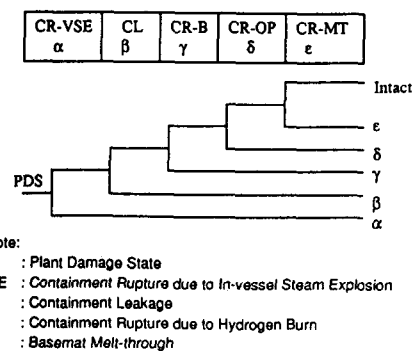 CR-VSE CL CR-B CR-OP CR-MT
α β γ δ ε
Intact
ε
δ
γ
PDS
β
α
ote:
: Plant Damage State
E : Containment Rupture due to In-vessel Steam Explosion
: Containment Leakage
: Containment Rupture due to Hydrogen Burn
: Basemat Melt-through